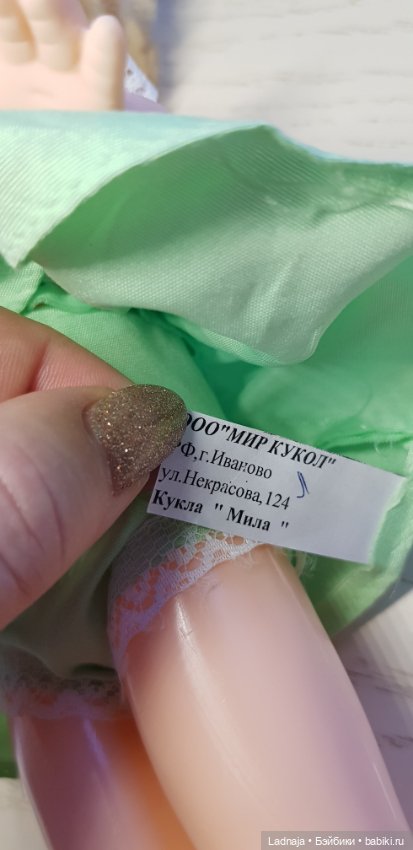 ООО"МИР КУКОЛ"
Ф,г.Иваново
ул.Некрасова,124
Кукла " Мила "
Ladnaja • Бэйбики • babiki.ru